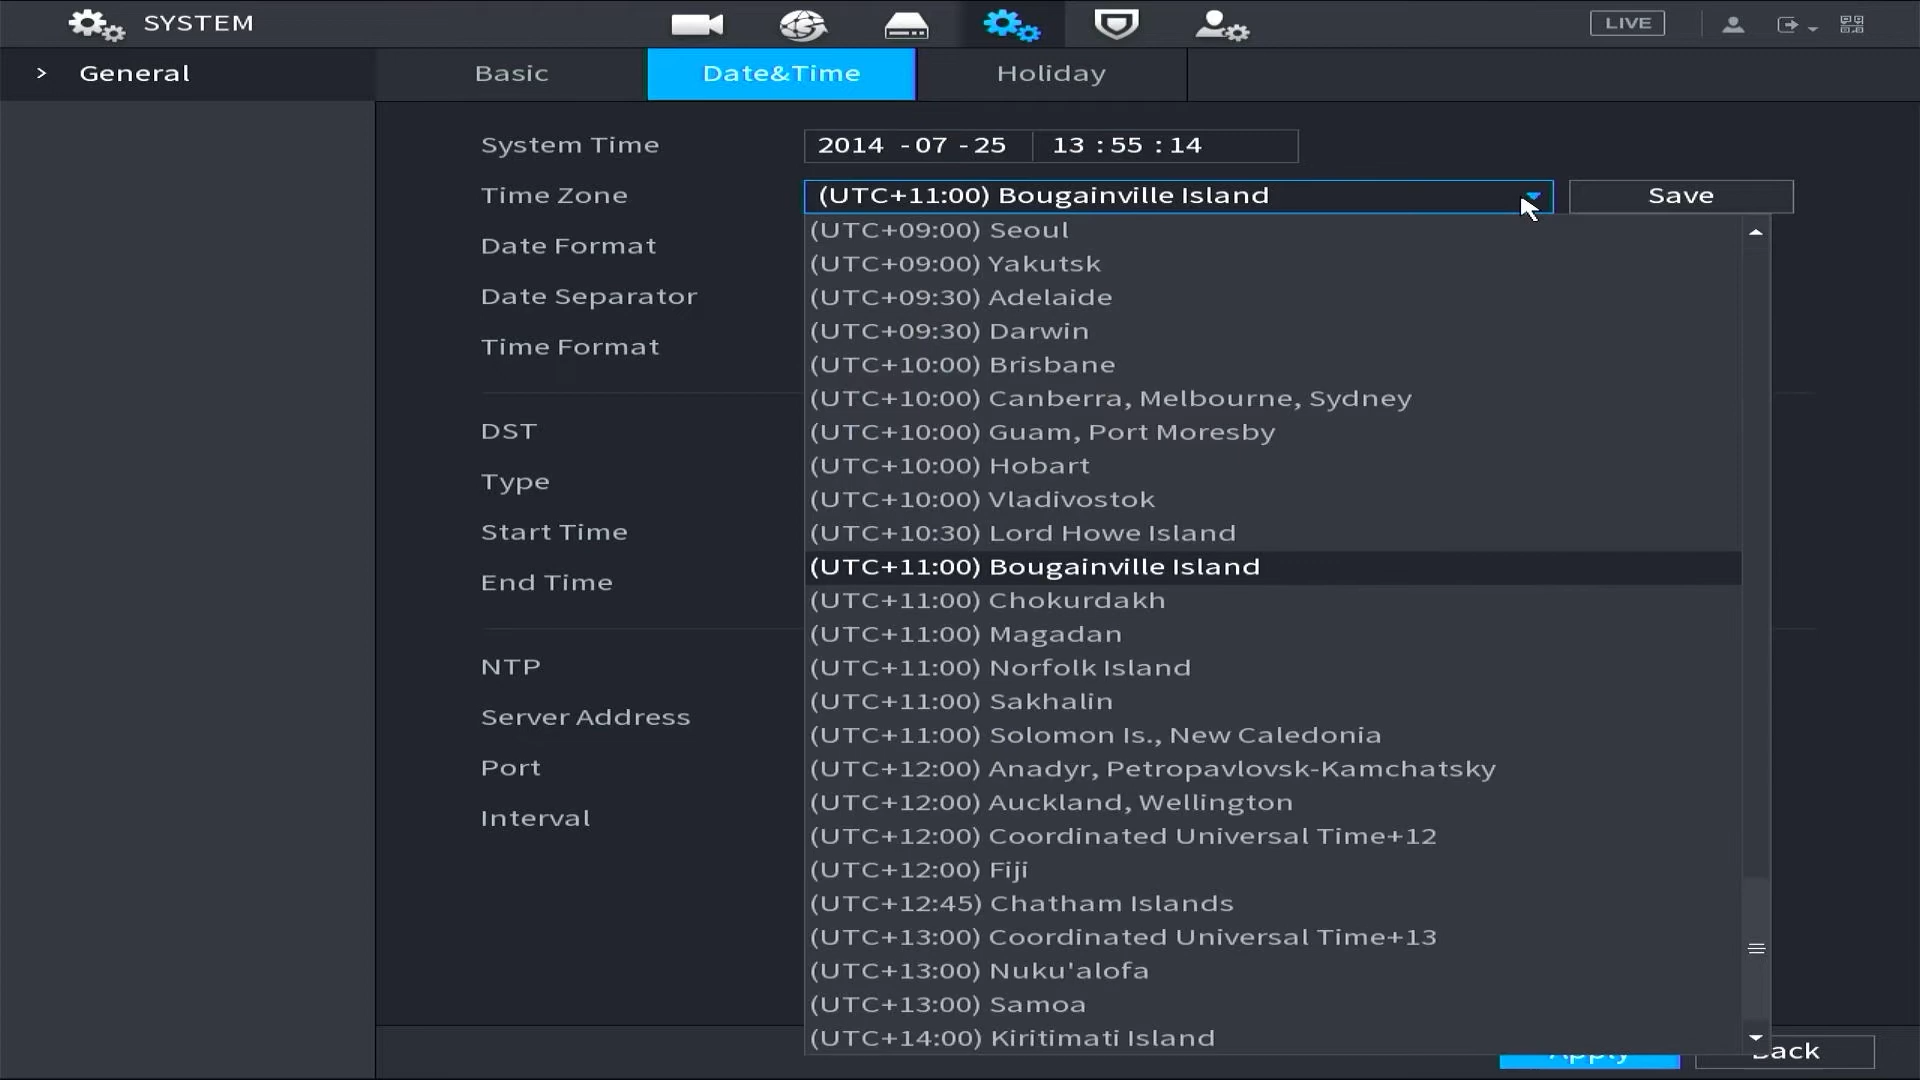 SYSTEM
LIVE
General
Basic
Date&Time
Holiday
System Time
2014 - 07 - 25 13 : 55 : 14
Time Zone
(UTC+11:00) Bougainville Island
Save
Date Format
Date Separator
Time Format
DST
Type
Start Time
End Time
NTP
Server Address
Port
Interval
(UTC+09:00) Seoul
(UTC+09:00) Yakutsk
(UTC+09:30) Adelaide
(UTC+09:30) Darwin
(UTC+10:00) Brisbane
(UTC+10:00) Canberra, Melbourne, Sydney
(UTC+10:00) Guam, Port Moresby
(UTC+10:00) Hobart
(UTC+10:00) Vladivostok
(UTC+10:30) Lord Howe Island
(UTC+11:00) Bougainville Island
(UTC+11:00) Chokurdakh
(UTC+11:00) Magadan
(UTC+11:00) Norfolk Island
(UTC+11:00) Sakhalin
(UTC+11:00) Solomon Is., New Caledonia
(UTC+12:00) Anadyr, Petropavlovsk-Kamchatsky
(UTC+12:00) Auckland, Wellington
(UTC+12:00) Coordinated Universal Time+12
(UTC+12:00) Fiji
(UTC+12:45) Chatham Islands
(UTC+13:00) Coordinated Universal Time+13
(UTC+13:00) Nuku'alofa
(UTC+13:00) Samoa
(UTC+14:00) Kiritimati Island
Apply
Back